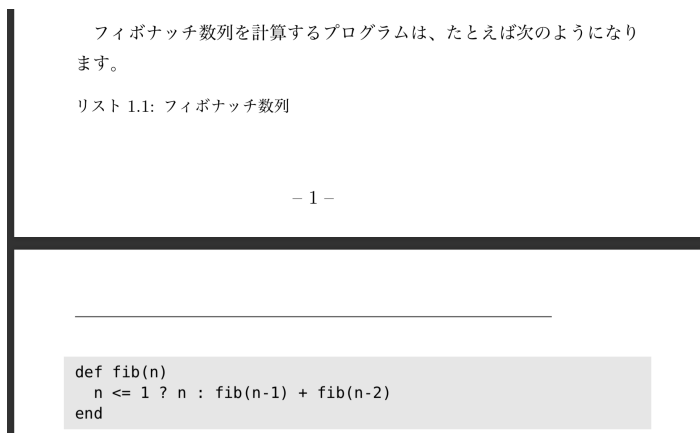 フィボナッチ数列を計算するプログラムは、たとえば次のようになり
ます。
リスト 1.1: フィボナッチ数列
– 1 –
def fib(n)
  n <= 1 ? n : fib(n-1) + fib(n-2)
end